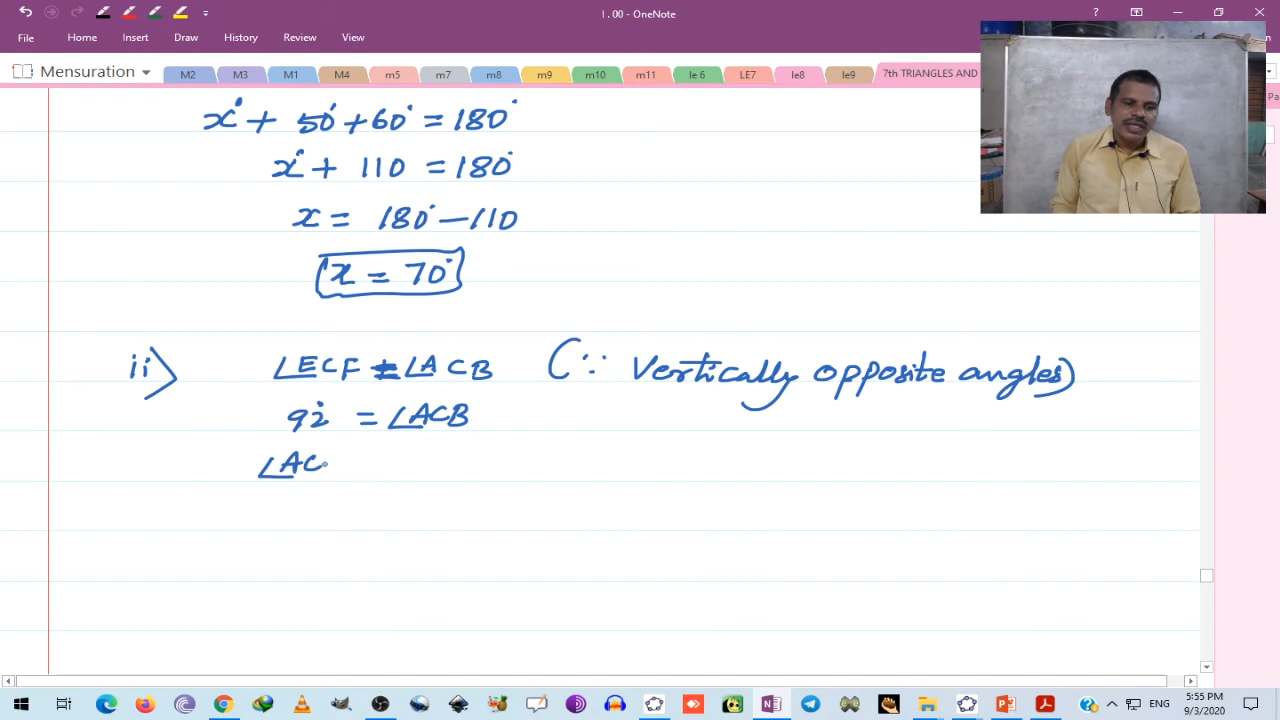 I.00 - OneNote
File Home Insert Draw History Review View
Mensuration M2 M3 M1 M4 m5 m7 m8 m9 m10 m11 le 6 LE7 le8 le9 7th TRIANGLES AND
Pa
x° + 50° + 60° = 180°
x° + 110 = 180°
x = 180° - 110
x = 70°
ii) ∠ECF = ∠ACB (∵ Vertically opposite angles)
= ∠ACB
∠AC
5:55 PM
ENG
9/3/2020